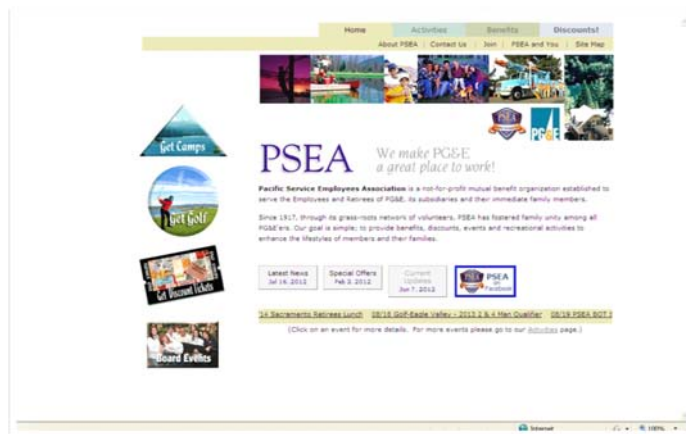 Home Activities Benefits Discounts!
About PSEA | Contact Us | Join | PSEA and You | Site Map
PSEA
PG&E
Get Camps
PSEA
We make PG&E
a great place to work!
Pacific Service Employees Association is a not-for-profit mutual benefit organization established to
serve the Employees and Retirees of PG&E, its subsidiaries and their immediate family members.
Get Golf
Since 1917, through its grass-roots network of volunteers, PSEA has fostered family unity among all
PG&E'ers. Our goal is simple; to provide benefits, discounts, events and recreational activities to
enhance the lifestyles of members and their families.
Get Discount Tickets
Latest News
Jul 16, 2012
Special Offers
Feb 3, 2012
Current
Updates
Jun 7, 2012
PSEA
on
Facebook
14 Sacramento Retirees Lunch 08/18 Golf-Eagle Valley - 2013 2 & 4 Man Qualifier 08/19 PSEA BOT
(Click on an event for more details. For more events please go to our Activities page.)
Board Events
Internet 100%